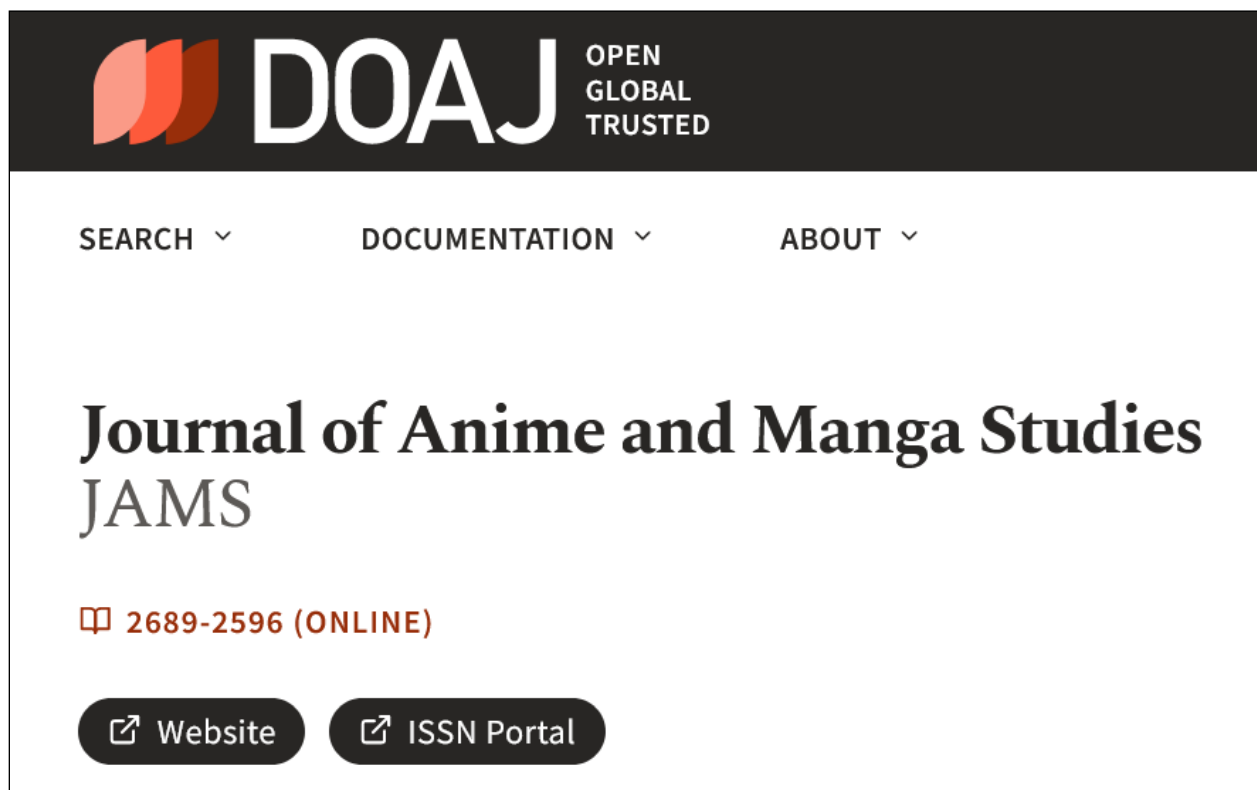 DOAJ
OPEN
GLOBAL
TRUSTED
SEARCH
DOCUMENTATION
ABOUT
Journal of Anime and Manga Studies
JAMS
2689-2596 (ONLINE)
Website
ISSN Portal